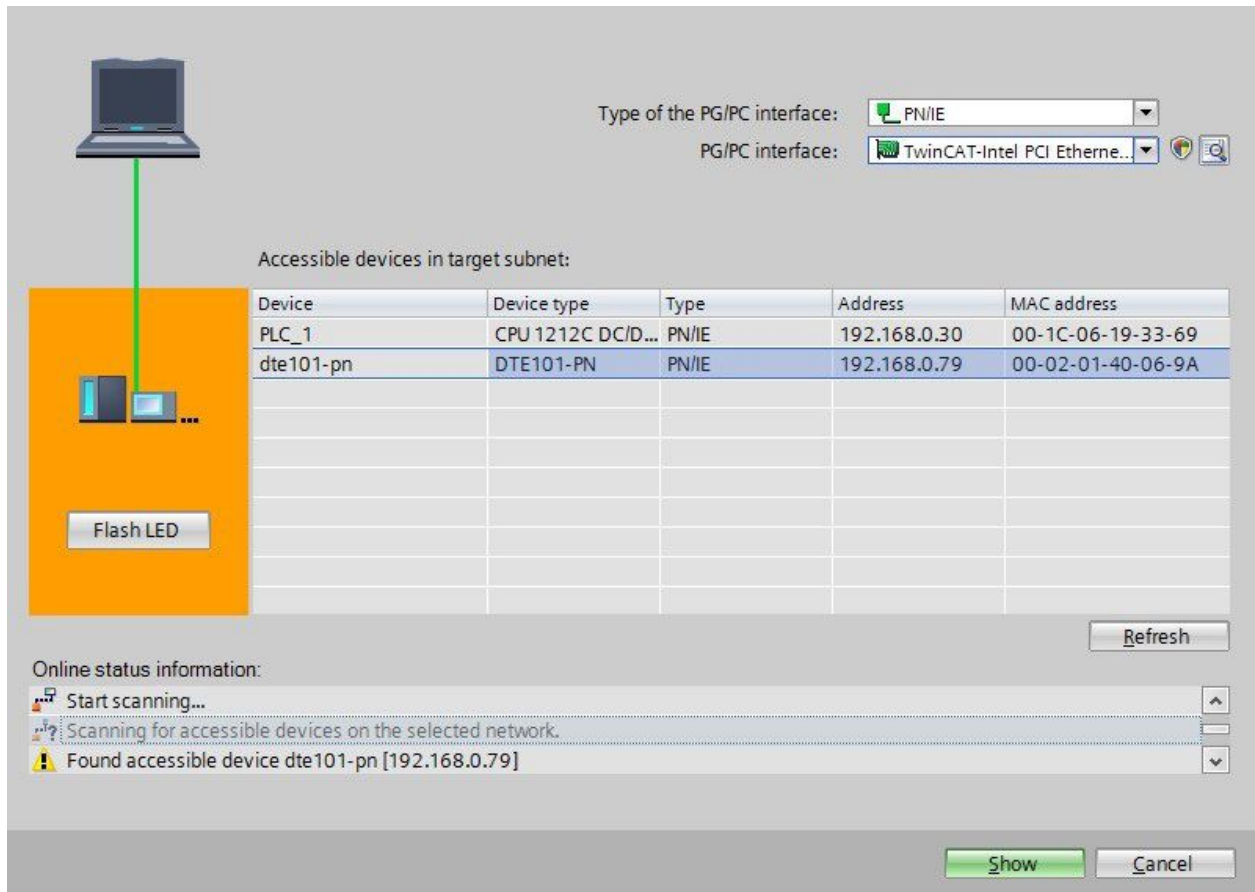 Type of the PG/PC interface: PN/IE
PG/PC interface: TwinCAT-Intel PCI Etherne...
Accessible devices in target subnet:
Device Device type Type Address MAC address
PLC_1 CPU 1212C DC/D... PN/IE 192.168.0.30 00-1C-06-19-33-69
dte101-pn DTE101-PN PN/IE 192.168.0.79 00-02-01-40-06-9A
Flash LED
Refresh
Online status information:
Start scanning...
Scanning for accessible devices on the selected network.
Found accessible device dte101-pn [192.168.0.79]
Show Cancel